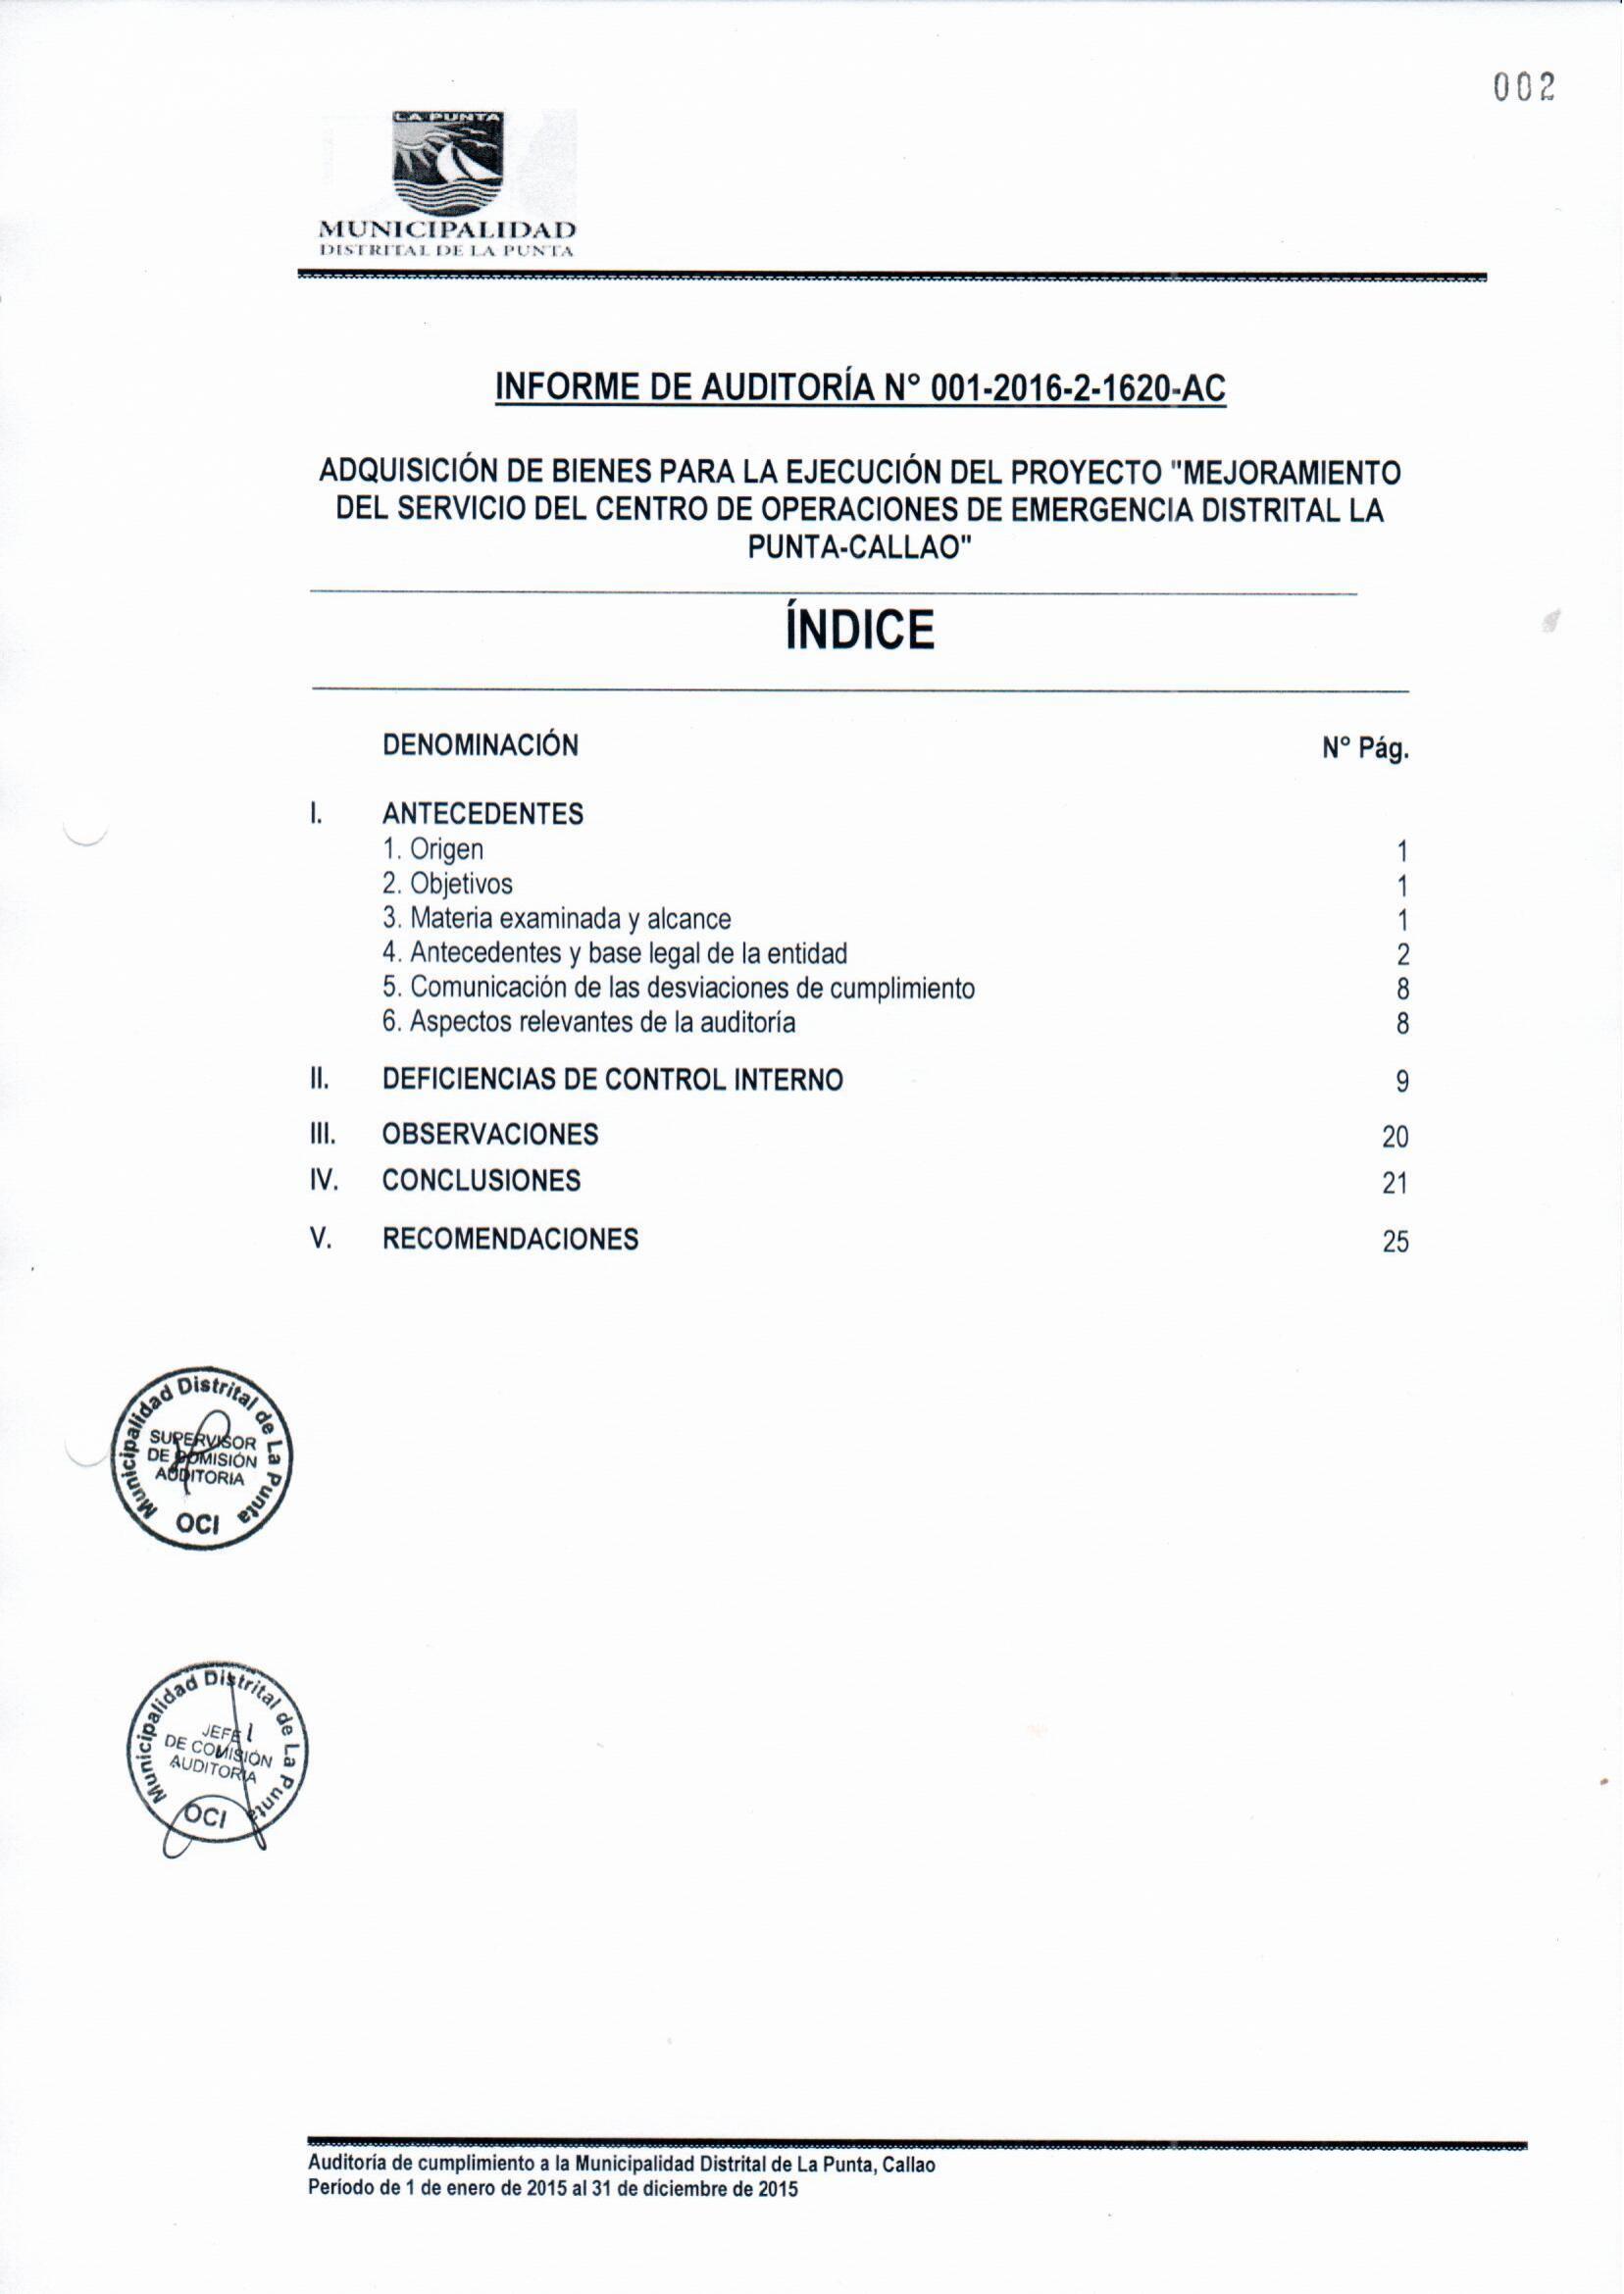 002
LA PUNTA
MUNICIPALIDAD
DISTRITAL DE LA PUNTA
INFORME DE AUDITORÍA N° 001-2016-2-1620-AC
ADQUISICIÓN DE BIENES PARA LA EJECUCIÓN DEL PROYECTO "MEJORAMIENTO
DEL SERVICIO DEL CENTRO DE OPERACIONES DE EMERGENCIA DISTRITAL LA
PUNTA-CALLAO"
ÍNDICE
DENOMINACIÓN N° Pág.
I. ANTECEDENTES
1. Origen 1
2. Objetivos 1
3. Materia examinada y alcance 1
4. Antecedentes y base legal de la entidad 2
5. Comunicación de las desviaciones de cumplimiento 8
6. Aspectos relevantes de la auditoría 8
II. DEFICIENCIAS DE CONTROL INTERNO 9
III. OBSERVACIONES 20
IV. CONCLUSIONES 21
V. RECOMENDACIONES 25
Municipalidad Distrital de La Punta
SUPERVISOR
DE COMISIÓN
AUDITORIA
OCI
Municipalidad Distrital de La Punta
JEFE
DE COMISIÓN
AUDITORIA
OCI
Auditoría de cumplimiento a la Municipalidad Distrital de La Punta, Callao
Período de 1 de enero de 2015 al 31 de diciembre de 2015